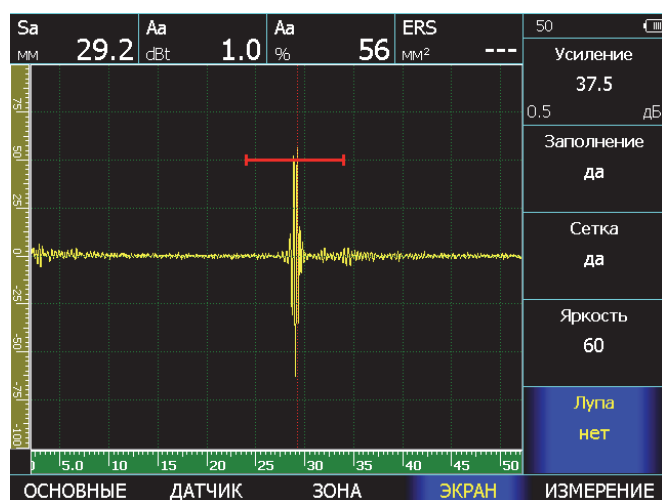 Sa Aa Aa ERS 50
мм 29.2 dBt 1.0 % 56 мм² ---
Усиление
37.5
0.5 дБ
Заполнение
да
Сетка
да
Яркость
60
Лупа
нет
75
50
25
0
-25
-50
-75
-100
5.0 10 15 20 25 30 35 40 45 50
ОСНОВНЫЕ ДАТЧИК ЗОНА ЭКРАН ИЗМЕРЕНИЕ